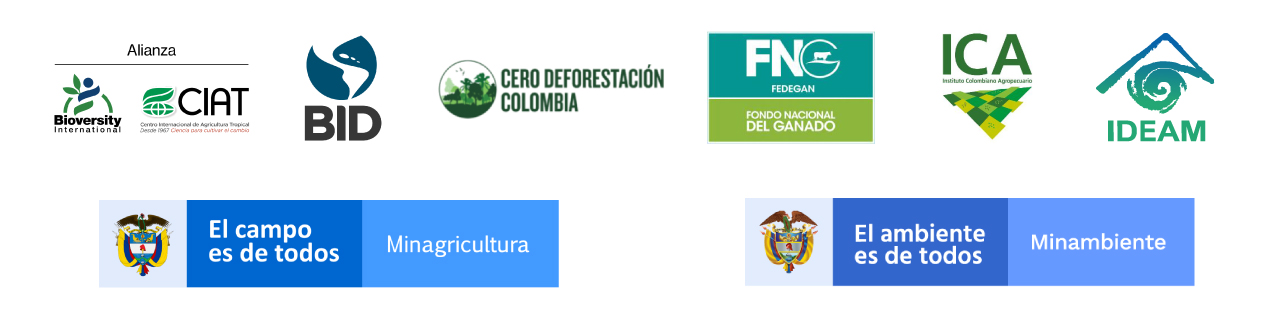 Alianza
Bioversity
International
CIAT
Centro Internacional de Agricultura Tropical
Desde 1967 Ciencia para cultivar el cambio
BID
CERO DEFORESTACIÓN
COLOMBIA
FNG
FEDEGAN
FONDO NACIONAL
DEL GANADO
ICA
Instituto Colombiano Agropecuario
IDEAM
El campo
es de todos
Minagricultura
El ambiente
es de todos
Minambiente